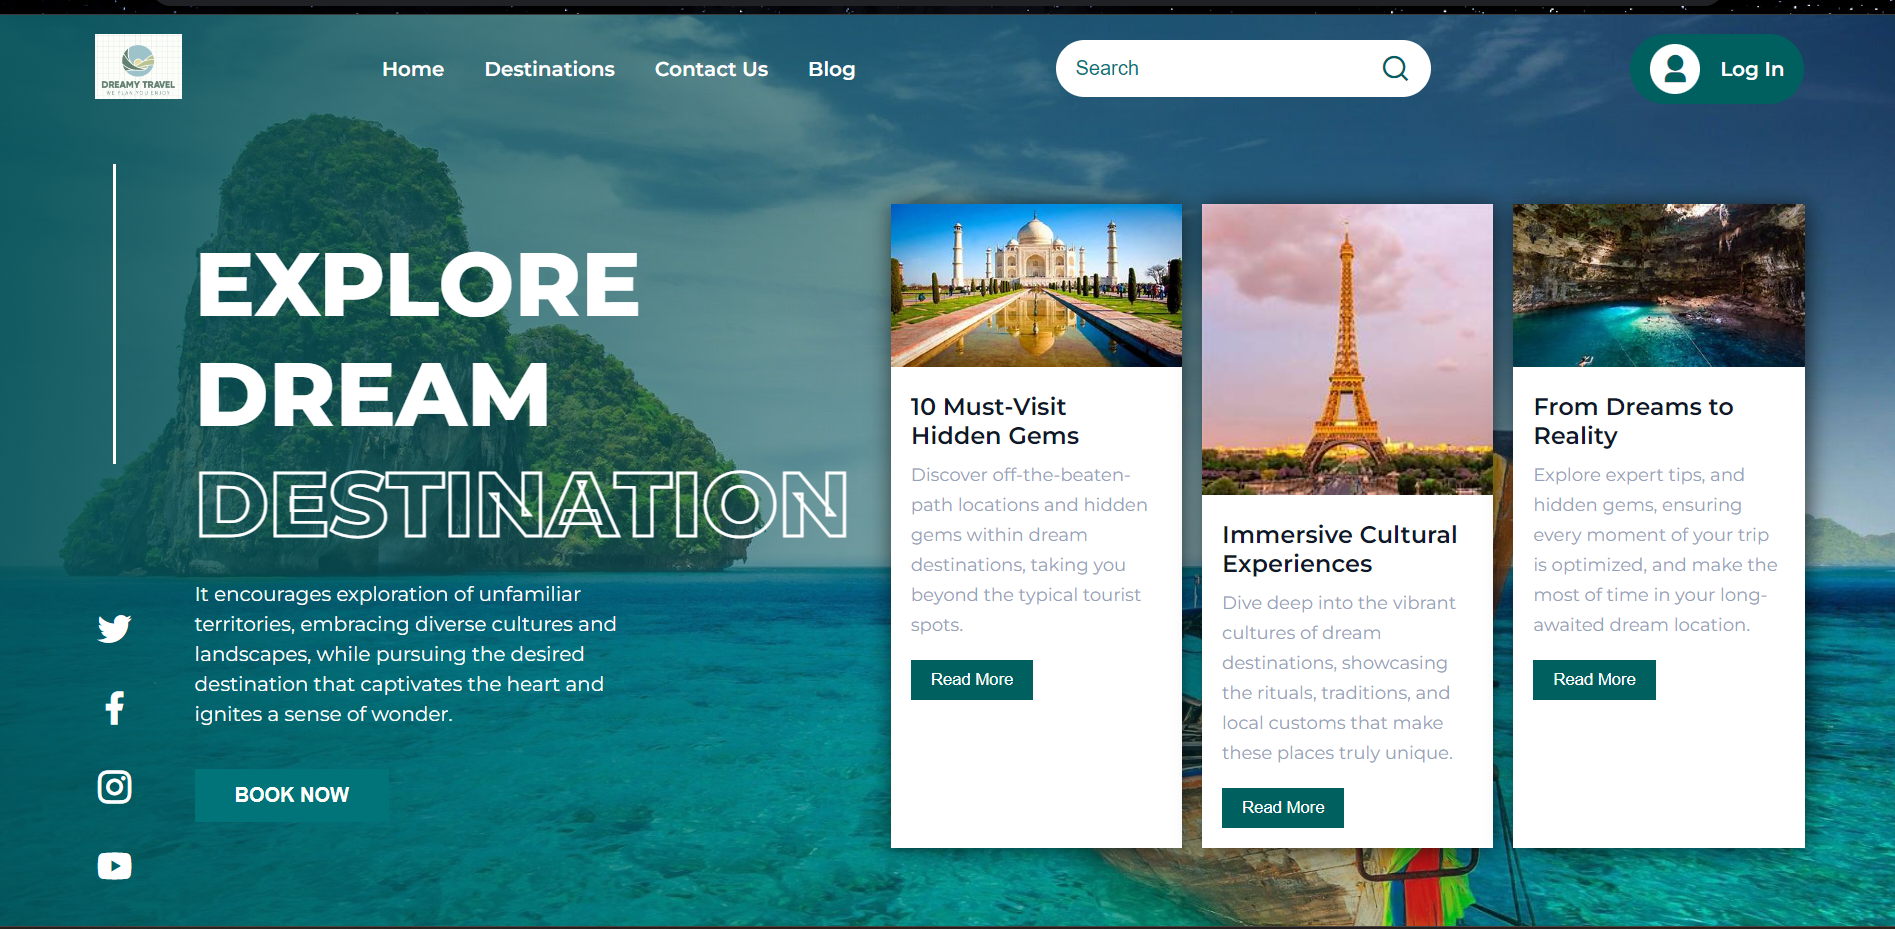 DREAMY TRAVEL
WE PLAN YOU ENJOY
Home
Destinations
Contact Us
Blog
Search
Log In
EXPLORE
DREAM
DESTINATION
It encourages exploration of unfamiliar
territories, embracing diverse cultures and
landscapes, while pursuing the desired
destination that captivates the heart and
ignites a sense of wonder.
BOOK NOW
10 Must-Visit
Hidden Gems
Discover off-the-beaten-
path locations and hidden
gems within dream
destinations, taking you
beyond the typical tourist
spots.
Read More
Immersive Cultural
Experiences
Dive deep into the vibrant
cultures of dream
destinations, showcasing
the rituals, traditions, and
local customs that make
these places truly unique.
Read More
From Dreams to
Reality
Explore expert tips, and
hidden gems, ensuring
every moment of your trip
is optimized, and make the
most of time in your long-
awaited dream location.
Read More